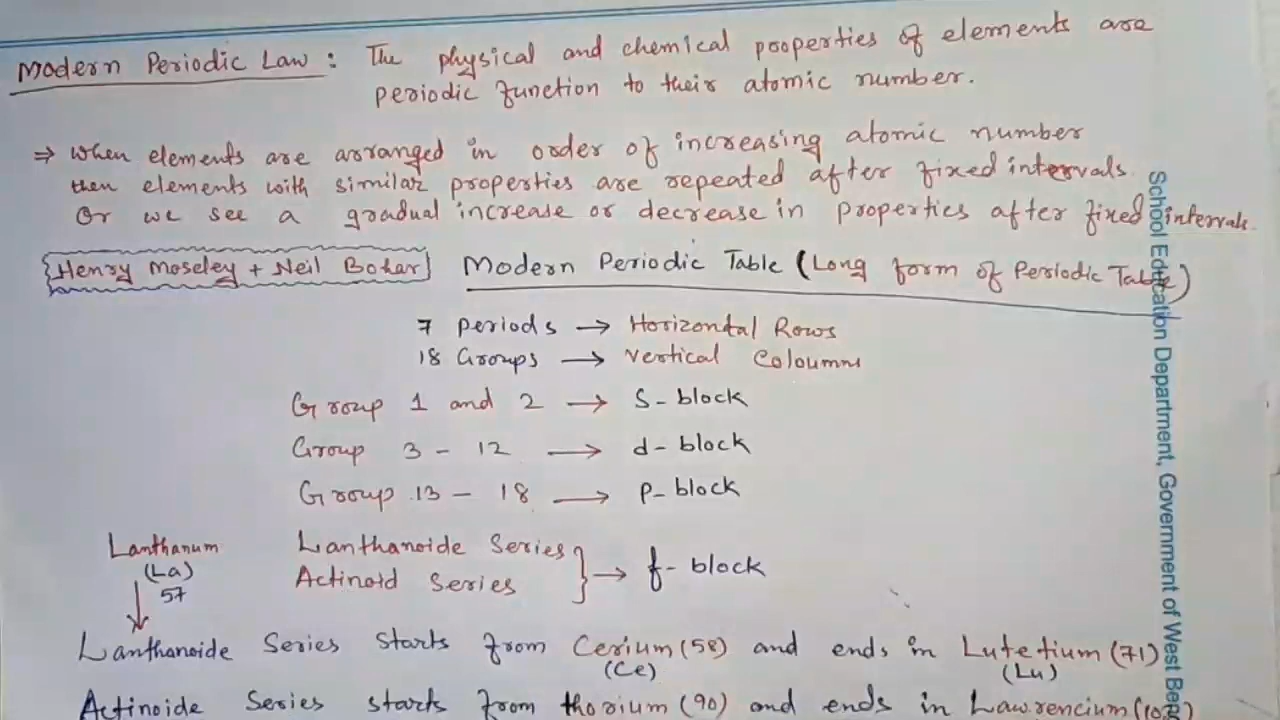 Modern Periodic Law : The physical and chemical properties of elements are
periodic function to their atomic number.
⇒ When elements are arranged in order of increasing atomic number
then elements with similar properties are repeated after fixed intervals.
Or we see a gradual increase or decrease in properties after fixed intervals.
Henry Moseley + Neil Bohar
Modern Periodic Table (Long form of Periodic Table)
7 periods → Horizontal Rows
18 Groups → Vertical Coloumns
Group 1 and 2 → S-block
Group 3 - 12 → d-block
Group 13 - 18 → p-block
Lanthanum
(La)
57
Lanthanoide Series
Actinoid Series
} → f-block
Lanthanoide Series starts from Cerium (58) and ends in Lutetium (71)
(Ce) (Lu)
Actinoide Series starts from thorium (90) and ends in Lawrencium
School Education Department, Government of West